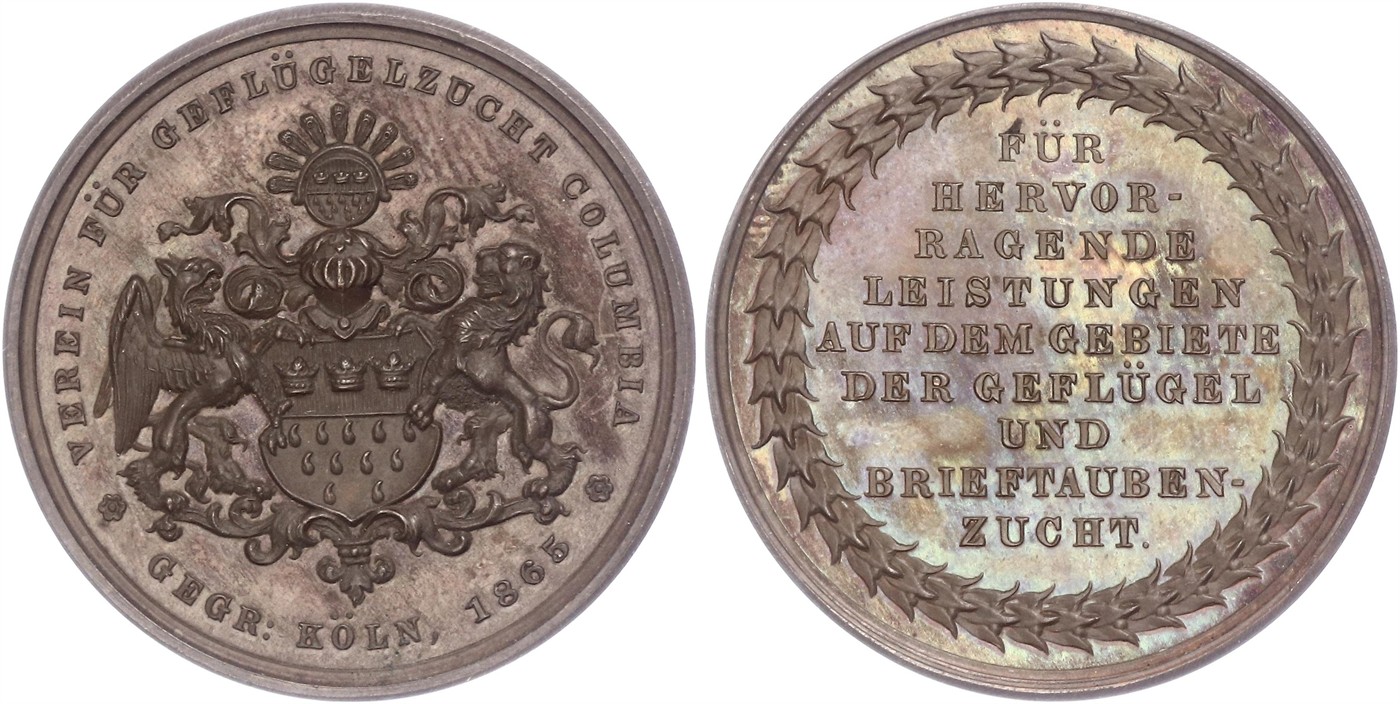 VEREIN FÜR GEFLÜGELZUCHT COLUMBIA
GEGR: KÖLN, 1865
FÜR
HERVOR-
RAGENDE
LEISTUNGEN
AUF DEM GEBIETE
DER GEFLÜGEL
UND
BRIEFTAUBEN-
ZUCHT.